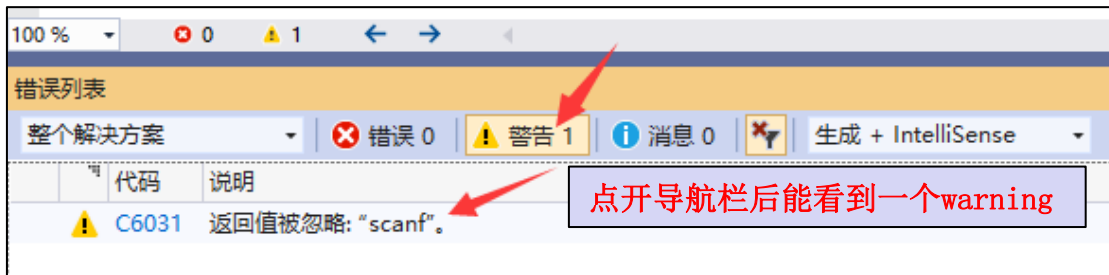 100 % 0 1
错误列表
整个解决方案 错误 0 警告 1 消息 0 生成 + IntelliSense
代码 说明
C6031 返回值被忽略: “scanf”。
点开导航栏后能看到一个warning